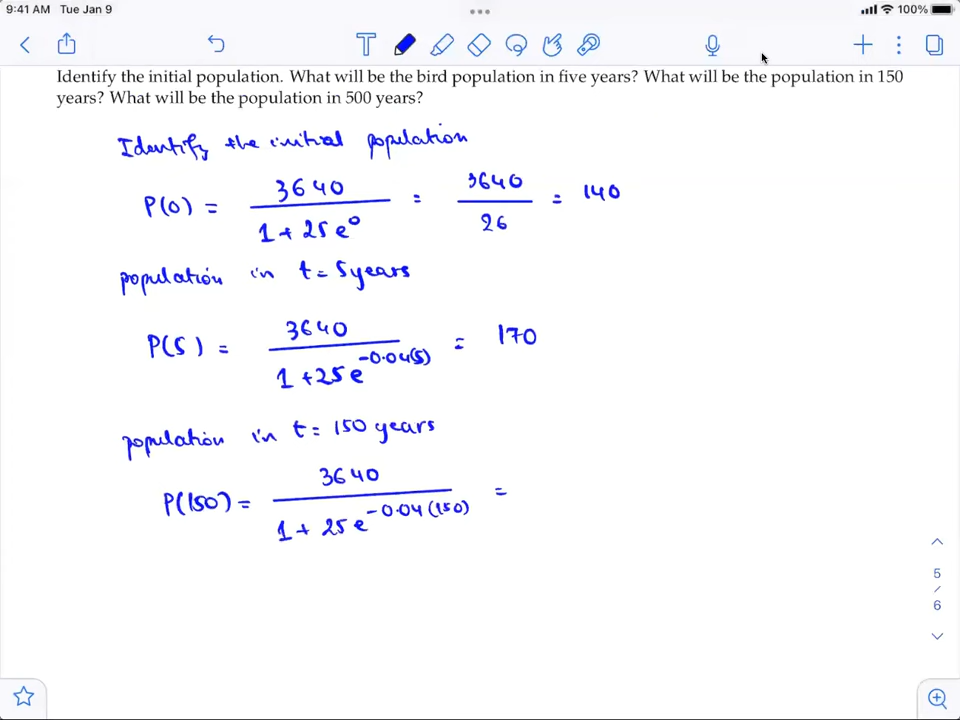 9:41 AM Tue Jan 9 100%
Identify the initial population. What will be the bird population in five years? What will be the population in 150
years? What will be the population in 500 years?
Identify the initial population
P(0) = 3640 / 1 + 25 e^0 = 3640 / 26 = 140
population in t = 5 years
P(5) = 3640 / 1 + 25 e^-0.04(5) = 170
population in t = 150 years
P(150) = 3640 / 1 + 25 e^-0.04(150) =
5
/
6